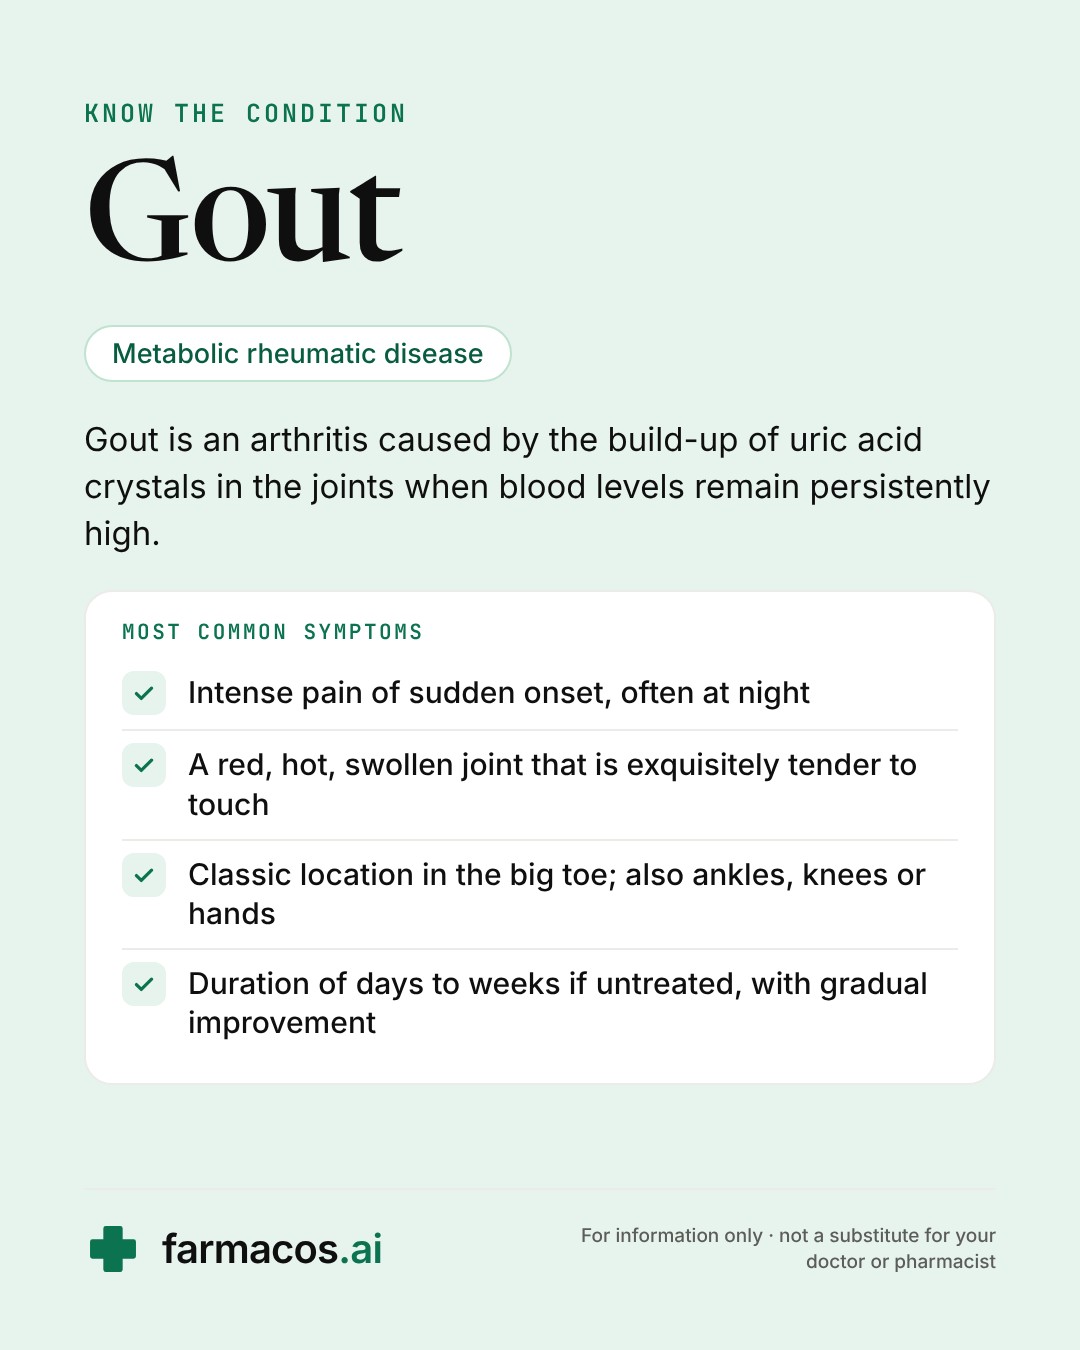 KNOW THE CONDITION
Gout
Metabolic rheumatic disease
Gout is an arthritis caused by the build-up of uric acid
crystals in the joints when blood levels remain persistently
high.
MOST COMMON SYMPTOMS
Intense pain of sudden onset, often at night
A red, hot, swollen joint that is exquisitely tender to
touch
Classic location in the big toe; also ankles, knees or
hands
Duration of days to weeks if untreated, with gradual
improvement
farmacos.ai
For information only · not a substitute for your
doctor or pharmacist